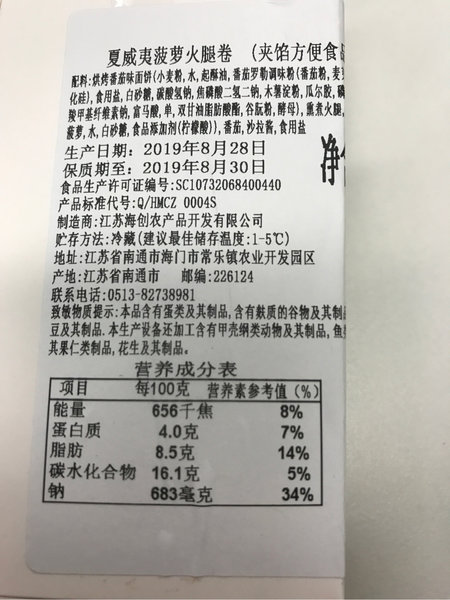 夏威夷菠萝火腿卷 (夹馅方便食品
配料:烘烤番茄味面饼(小麦粉,水,起酥油,番茄罗勒调味粉(番茄粉,麦
化硅),食用盐,白砂糖,碳酸氢钠,焦磷酸二氢二钠,木薯淀粉,瓜尔胶,磷
羧甲基纤维素钠,富马酸,单,双甘油脂肪酸酯,谷朊粉,酵母),熏煮火腿,
菠萝,水,白砂糖,食品添加剂(柠檬酸)),番茄,沙拉酱,食用盐
生产日期: 2019年8月28日
保质期至: 2019年8月30日
净
食品生产许可证编号:SC10732068400440
产品标准代号:Q/HMCZ 0004S
制造商:江苏海创农产品开发有限公司
贮存方法:冷藏(建议最佳储存温度:1-5℃)
地址:江苏省南通市海门市常乐镇农业开发园区
产地:江苏省南通市 邮编:226124
联系电话:0513-82738981
致敏物质提示:本品含有蛋类及其制品,含有麸质的谷物及其制
豆及其制品.本生产设备还加工含有甲壳纲类动物及其制品,鱼
其果仁类制品,花生及其制品。
营养成分表
项目 每100克 营养素参考值(%)
能量 656千焦 8%
蛋白质 4.0克 7%
脂肪 8.5克 14%
碳水化合物 16.1克 5%
钠 683毫克 34%